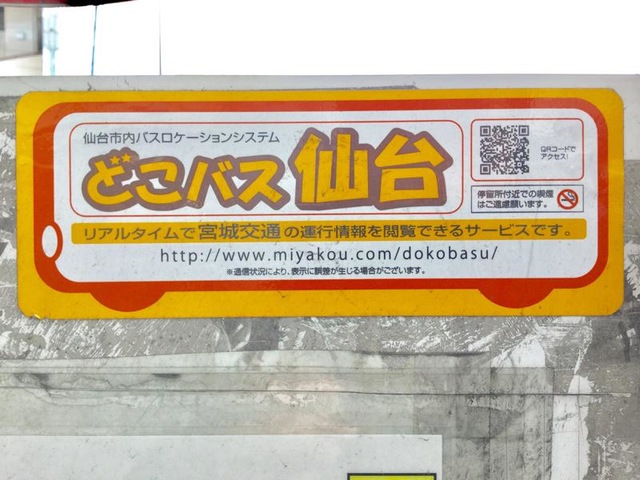 仙台市内バスロケーションシステム
どこバス仙台
QRコードで
アクセス!
停留所付近での喫煙
はご遠慮願います。
リアルタイムで宮城交通の運行情報を閲覧できるサービスです。
http://www.miyakou.com/dokobasu/
※通信状況により、表示に誤差が生じる場合がございます。